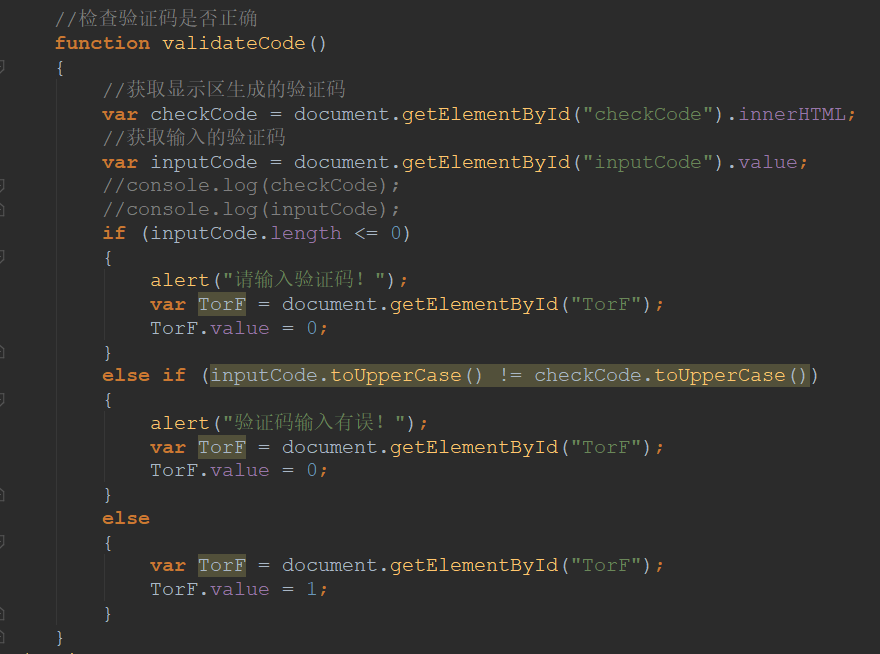 //检查验证码是否正确
function validateCode()
{
//获取显示区生成的验证码
var checkCode = document.getElementById("checkCode").innerHTML;
//获取输入的验证码
var inputCode = document.getElementById("inputCode").value;
//console.log(checkCode);
//console.log(inputCode);
if (inputCode.length <= 0)
{
alert("请输入验证码！");
var TorF = document.getElementById("TorF");
TorF.value = 0;
}
else if (inputCode.toUpperCase() != checkCode.toUpperCase())
{
alert("验证码输入有误！");
var TorF = document.getElementById("TorF");
TorF.value = 0;
}
else
{
var TorF = document.getElementById("TorF");
TorF.value = 1;
}
}